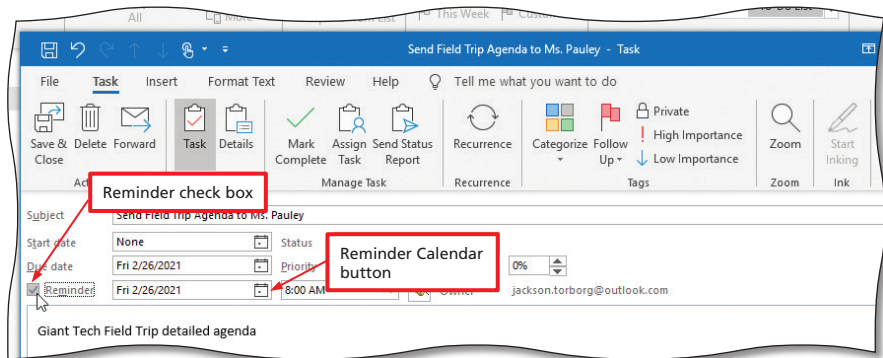 All More This Week
Send Field Trip Agenda to Ms. Pauley - Task
File Task Insert Format Text Review Help Tell me what you want to do
Save & Close Delete Forward Task Details Mark Complete Assign Task Send Status Report Recurrence Categorize Follow Up Private High Importance Low Importance Zoom Start Inking
Manage Task Recurrence Tags Zoom Ink
Reminder check box
Subject Send Field Trip Agenda to Ms. Pauley
Start date None Status
Reminder Calendar button
Due date Fri 2/26/2021 Priority 0%
Reminder Fri 2/26/2021 8:00 AM Owner jackson.torborg@outlook.com
Giant Tech Field Trip detailed agenda